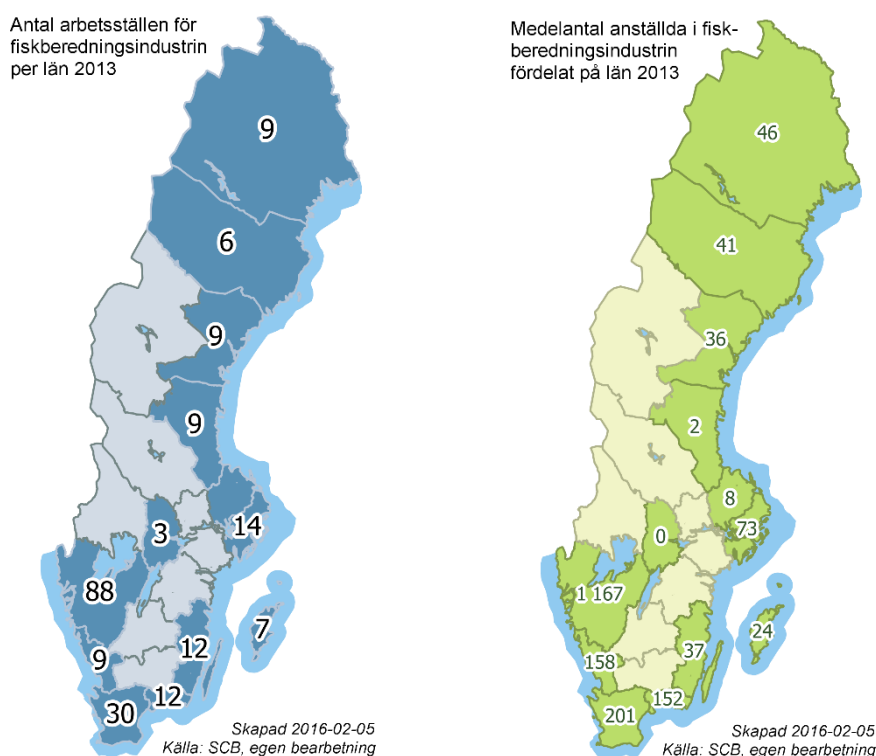 Antal arbetsställen för
fiskberedningsindustrin
per län 2013
9
6
9
9
3
14
88
7
9
12
12
30
Skapad 2016-02-05
Källa: SCB, egen bearbetning
Medelantal anställda i fisk-
beredningsindustrin
fördelat på län 2013
46
41
36
2
8
0
73
1 167
24
37
158
152
201
Skapad 2016-02-05
Källa: SCB, egen bearbetning